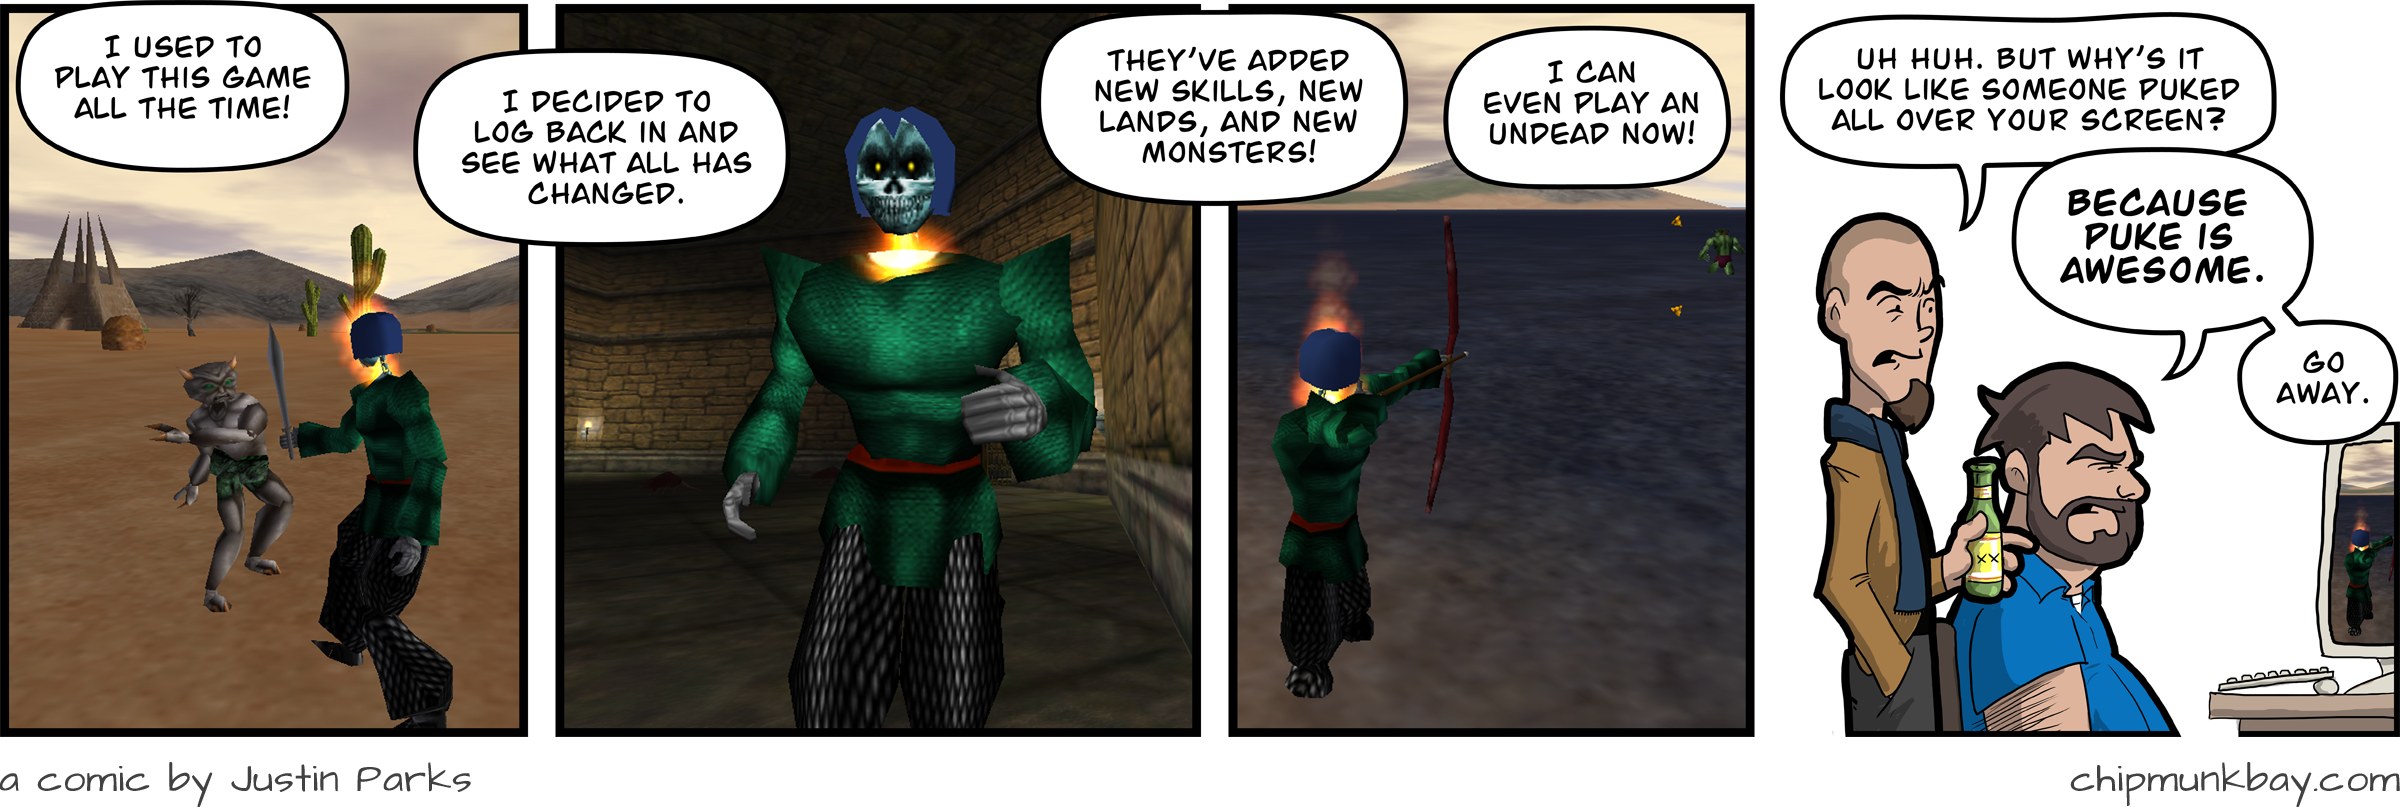 I USED TO
PLAY THIS GAME
ALL THE TIME!
I DECIDED TO
LOG BACK IN AND
SEE WHAT ALL HAS
CHANGED.
THEY'VE ADDED
NEW SKILLS, NEW
LANDS, AND NEW
MONSTERS!
I CAN
EVEN PLAY AN
UNDEAD NOW!
UH HUH. BUT WHY'S IT
LOOK LIKE SOMEONE PUKED
ALL OVER YOUR SCREEN?
BECAUSE
PUKE IS
AWESOME.
GO
AWAY.
XX
a comic by Justin Parks
chipmunkbay.com